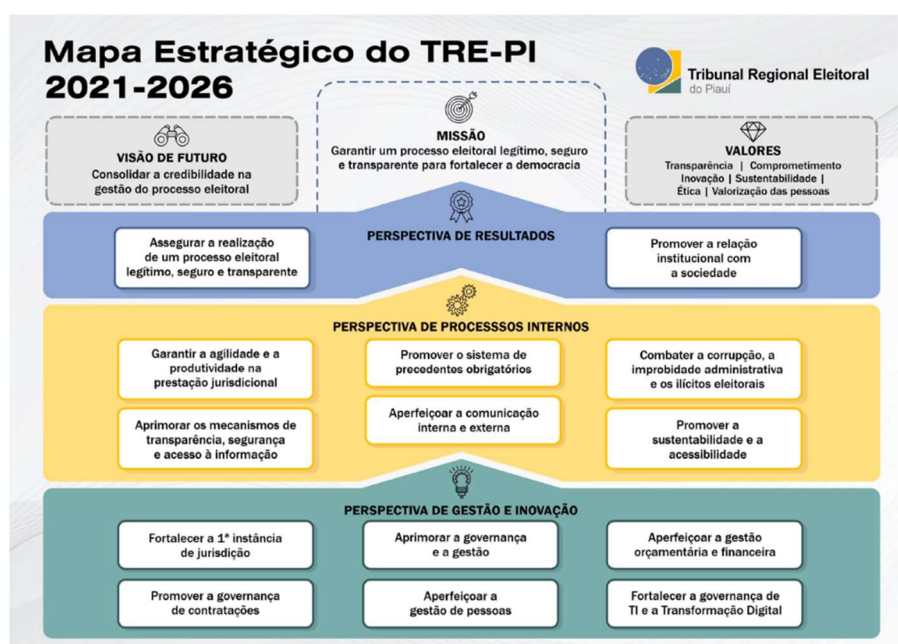 Mapa Estratégico do TRE-PI
2021-2026
Tribunal Regional Eleitoral
do Piauí
VISÃO DE FUTURO
Consolidar a credibilidade na
gestão do processo eleitoral
MISSÃO
Garantir um processo eleitoral legítimo, seguro
e transparente para fortalecer a democracia
VALORES
Transparência | Comprometimento
Inovação | Sustentabilidade |
Ética | Valorização das pessoas
PERSPECTIVA DE RESULTADOS
Assegurar a realização
de um processo eleitoral
legítimo, seguro e transparente
Promover a relação
institucional com
a sociedade
PERSPECTIVA DE PROCESSSOS INTERNOS
Garantir a agilidade e a
produtividade na
prestação jurisdicional
Promover o sistema de
precedentes obrigatórios
Combater a corrupção, a
improbidade administrativa
e os ilícitos eleitorais
Aprimorar os mecanismos de
transparência, segurança
e acesso à informação
Aperfeiçoar a comunicação
interna e externa
Promover a
sustentabilidade e a
acessibilidade
PERSPECTIVA DE GESTÃO E INOVAÇÃO
Fortalecer a 1ª instância
de jurisdição
Aprimorar a governança
e a gestão
Aperfeiçoar a gestão
orçamentária e financeira
Promover a governança
de contratações
Aperfeiçoar a
gestão de pessoas
Fortalecer a governança de
TI e a Transformação Digital